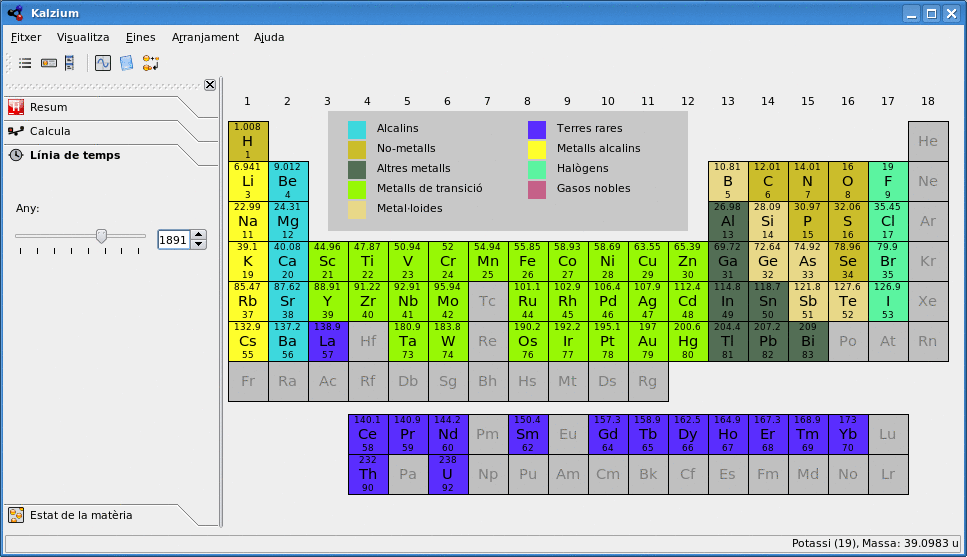 Kalzium
Fitxer Visualitza Eines Arranjament Ajuda
Resum
Calcula
Línia de temps
Any:
1891
Estat de la matèria
1 2 3 4 5 6 7 8 9 10 11 12 13 14 15 16 17 18
Alcalins
No-metalls
Altres metalls
Metalls de transició
Metal·loides
Terres rares
Metalls alcalins
Halògens
Gasos nobles
1.008
H He
1
6.941 9.012 10.81 12.01 14.01 16 19
Li Be B C N O F Ne
3 4 5 6 7 8 9
22.99 24.31 26.98 28.09 30.97 32.06 35.45
Na Mg Al Si P S Cl Ar
11 12 13 14 15 16 17
39.1 40.08 44.96 47.87 50.94 52 54.94 55.85 58.93 58.69 63.55 65.39 69.72 72.64 74.92 78.96 79.9
K Ca Sc Ti V Cr Mn Fe Co Ni Cu Zn Ga Ge As Se Br Kr
19 20 21 22 23 24 25 26 27 28 29 30 31 32 33 34 35
85.47 87.62 88.91 91.22 92.91 95.94 101.1 102.9 106.4 107.9 112.4 114.8 118.7 121.8 127.6 126.9
Rb Sr Y Zr Nb Mo Tc Ru Rh Pd Ag Cd In Sn Sb Te I Xe
37 38 39 40 41 42 44 45 46 47 48 49 50 51 52 53
132.9 137.2 138.9 180.9 183.8 190.2 192.2 195.1 197 200.6 204.4 207.2 209
Cs Ba La Hf Ta W Re Os Ir Pt Au Hg Tl Pb Bi Po At Rn
55 56 57 73 74 76 77 78 79 80 81 82 83
Fr Ra Ac Rf Db Sg Bh Hs Mt Ds Rg
140.1 140.9 144.2 150.4 157.3 158.9 162.5 164.9 167.3 168.9 173
Ce Pr Nd Pm Sm Eu Gd Tb Dy Ho Er Tm Yb Lu
58 59 60 62 64 65 66 67 68 69 70
232 238
Th Pa U Np Pu Am Cm Bk Cf Es Fm Md No Lr
90 92
Potassi (19), Massa: 39.0983 u